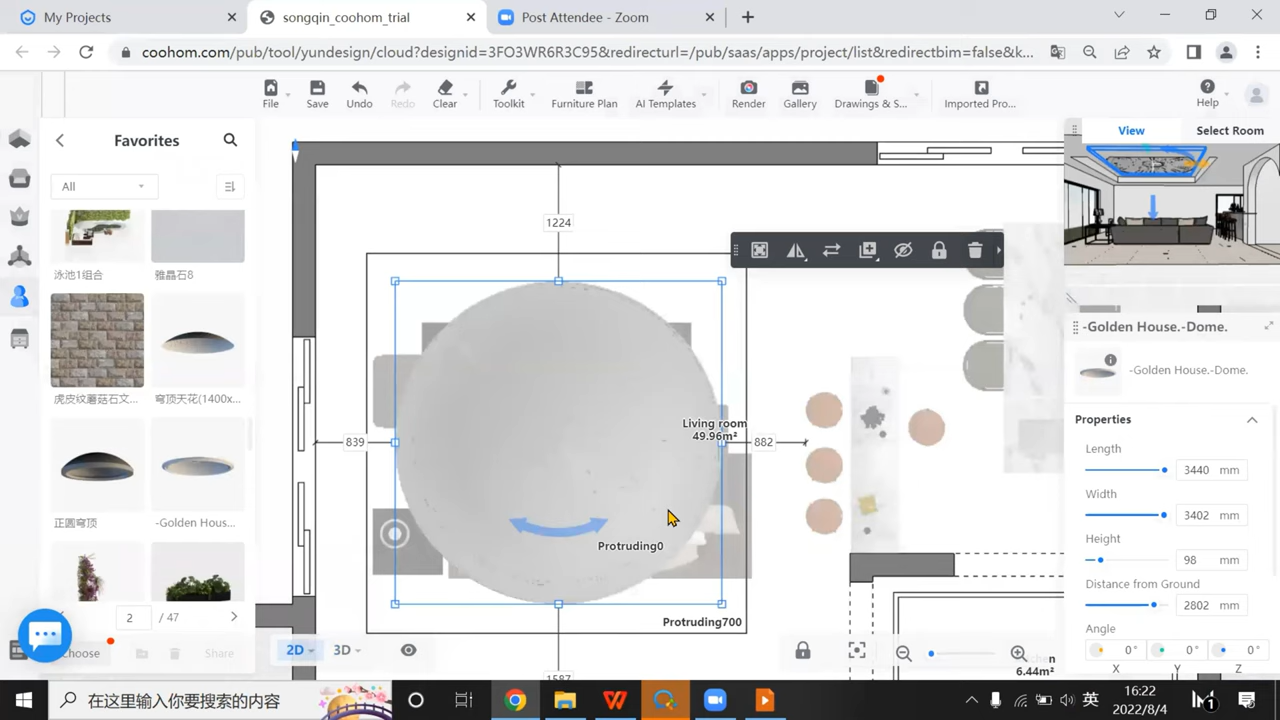 My Projects
songqin_coohom_trial
Post Attendee - Zoom
coohom.com/pub/tool/yundesign/cloud?designid=3FO3WR6R3C95&redirecturl=/pub/saas/apps/project/list&redirectbim=false&k...
File
Save
Undo
Redo
Clear
Toolkit
Furniture Plan
AI Templates
Render
Gallery
Drawings & S...
Imported Pro...
Help
Favorites
View
Select Room
All
泳池1组合
雅晶石8
虎皮纹蘑菇石文...
穹顶天花(1400x...
正圆穹顶
-Golden Hous...
2 / 47
Choose
Share
1224
839
882
Living room
49.96m²
Protruding0
Protruding700
1587
6.44m²
2D
3D
-Golden House.-Dome.
-Golden House.-Dome.
Properties
Length
3440 mm
Width
3402 mm
Height
98 mm
Distance from Ground
2802 mm
Angle
0°
0°
0°
X
Y
Z
在这里输入你要搜索的内容
英
16:22
2022/8/4
1